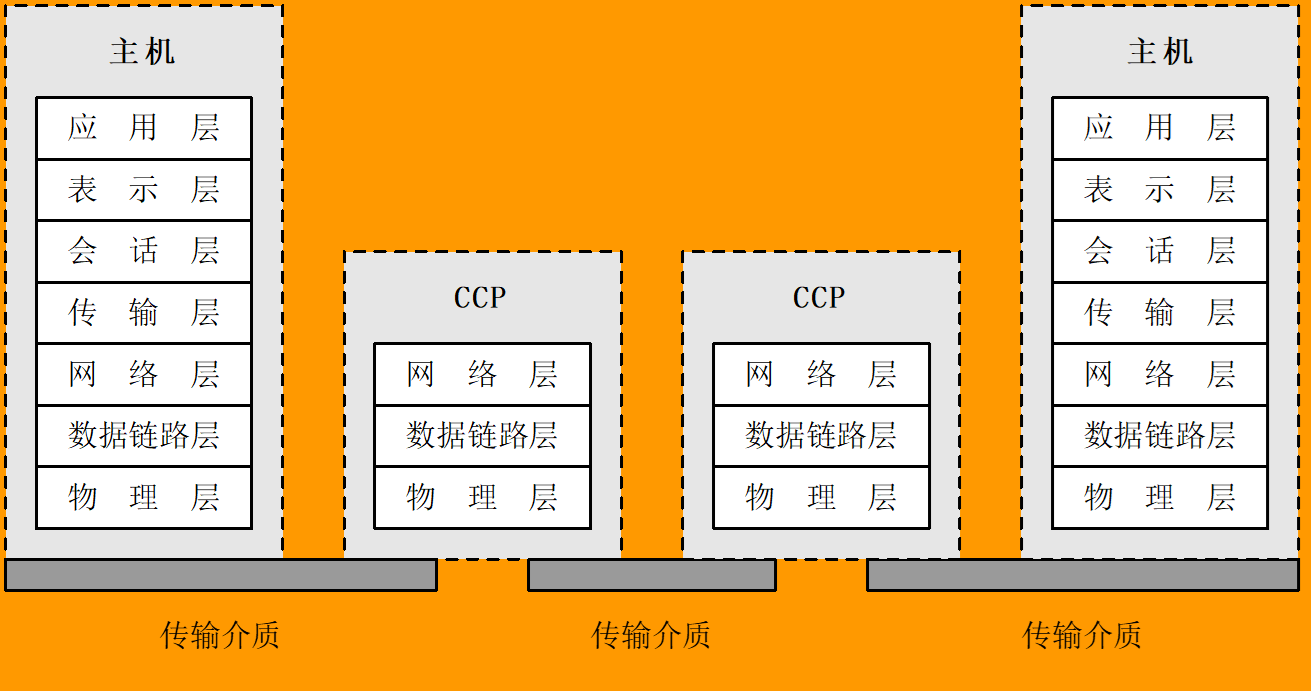 主机
应用层
表示层
会话层
传输层
网络层
数据链路层
物理层
CCP
网络层
数据链路层
物理层
CCP
网络层
数据链路层
物理层
主机
应用层
表示层
会话层
传输层
网络层
数据链路层
物理层
传输介质
传输介质
传输介质